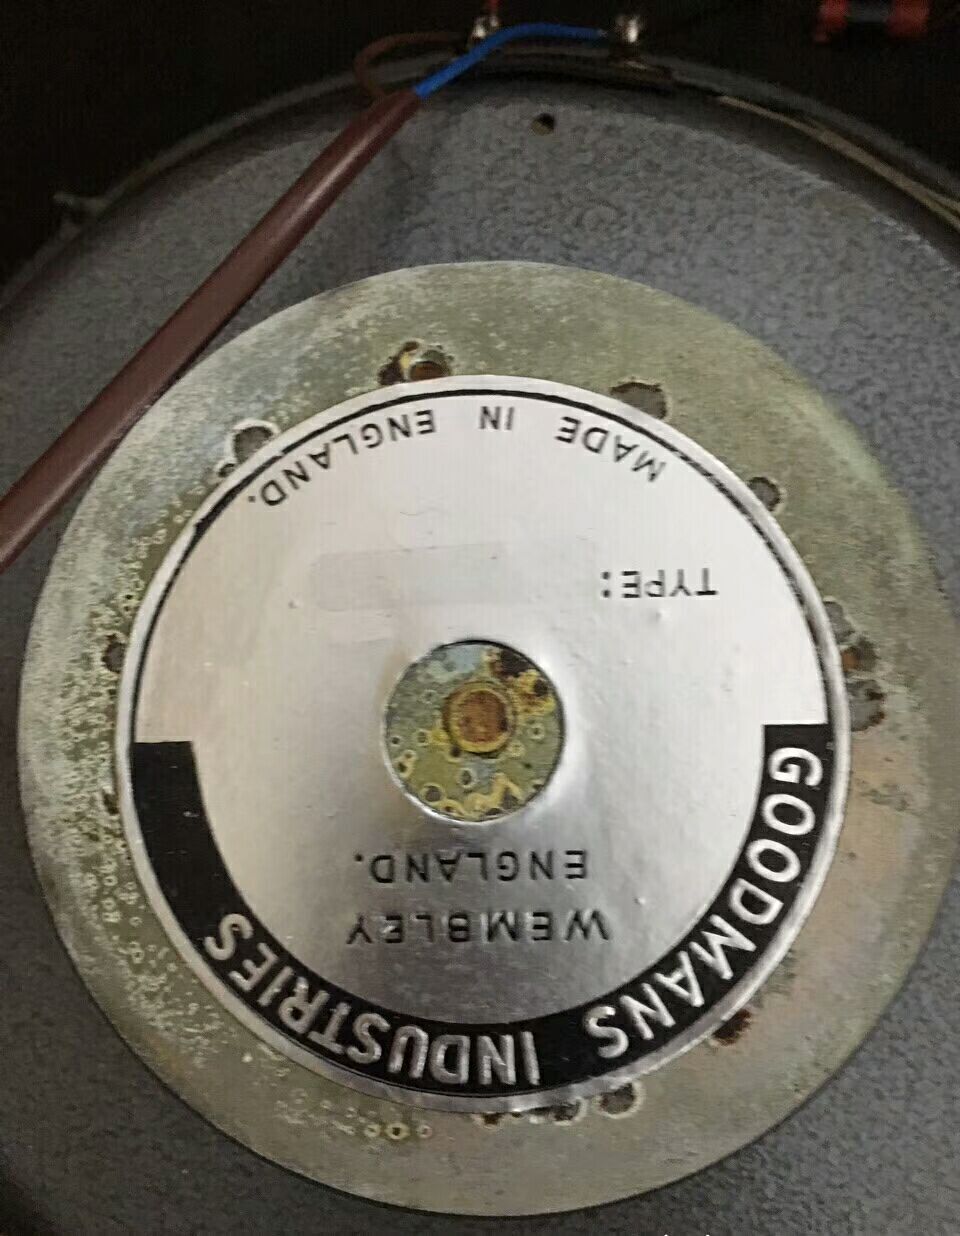 GOODMANS INDUSTRIES
WEMBLEY
ENGLAND.
TYPE:
MADE IN ENGLAND.